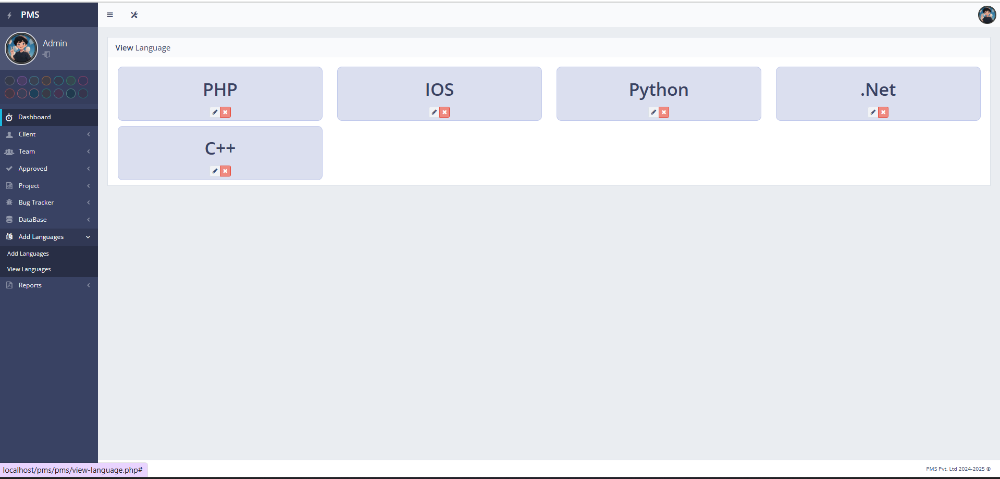 PMS
Admin
Dashboard
Client
Team
Approved
Project
Bug Tracker
DataBase
Add Languages
Add Languages
View Languages
Reports
View Language
PHP
IOS
Python
.Net
C++
localhost/pms/pms/view-language.php#
PMS Pvt. Ltd 2024-2025 ©